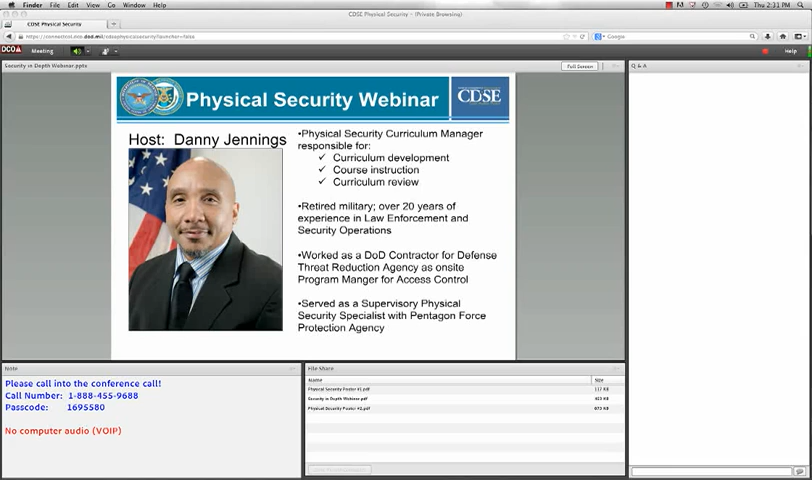 Finder File Edit View History Bookmarks Develop Window Help
Thu 2:31 PM
CDSE Physical Security – (Private Browsing)
CDSE Physical Security
Google
DCO Meeting
Help
Security in Depth Webinar.pptx
Full Screen
Q & A
Physical Security Webinar
CDSE
Host: Danny Jennings
•Physical Security Curriculum Manager
responsible for:
✓ Curriculum development
✓ Course instruction
✓ Curriculum review
•Retired military; over 20 years of
experience in Law Enforcement and
Security Operations
•Worked as a DoD Contractor for Defense
Threat Reduction Agency as onsite
Program Manger for Access Control
•Served as a Supervisory Physical
Security Specialist with Pentagon Force
Protection Agency
Note
Please call into the conference call!
Call Number: 1-888-455-9688
Passcode: 1695580
No computer audio (VOIP)
File Share
Name Size
Physical Security Poster #1.pdf
Security in Depth Webinar.pdf
Physical Security Poster #2.pdf